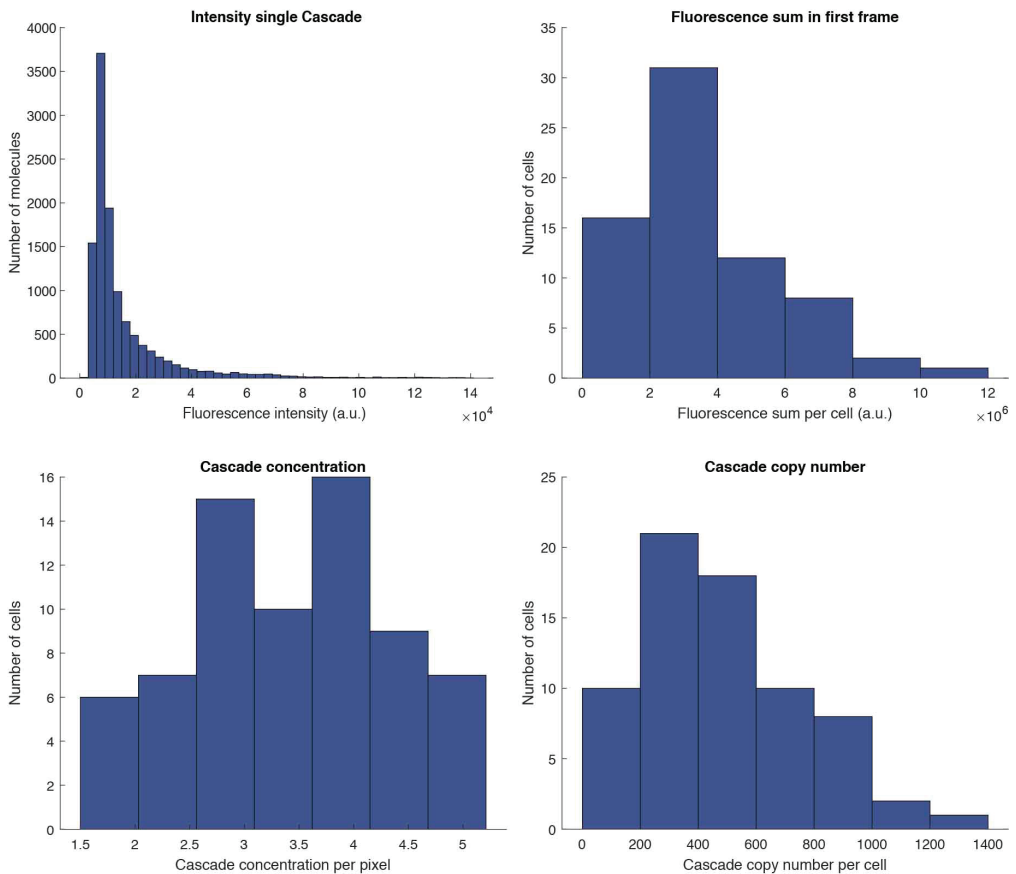 Intensity single Cascade
4000
3500
3000
2500
2000
1500
1000
500
0
Number of molecules
0 2 4 6 8 10 12 14
×10^4
Fluorescence intensity (a.u.)
Fluorescence sum in first frame
35
30
25
20
15
10
5
0
Number of cells
0 2 4 6 8 10 12
×10^6
Fluorescence sum per cell (a.u.)
Cascade concentration
16
14
12
10
8
6
4
2
0
Number of cells
1.5 2 2.5 3 3.5 4 4.5 5
Cascade concentration per pixel
Cascade copy number
25
20
15
10
5
0
Number of cells
0 200 400 600 800 1000 1200 1400
Cascade copy number per cell